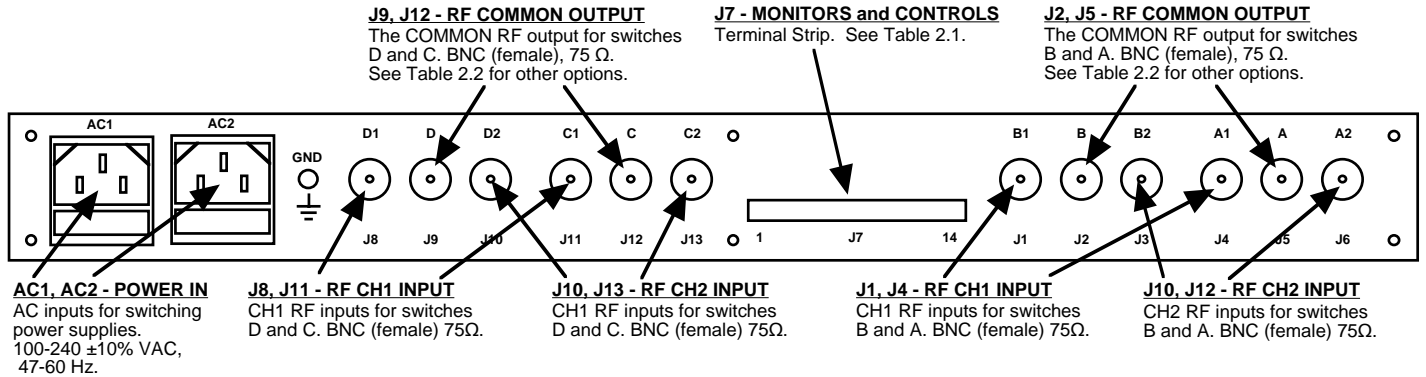 J9, J12 - RF COMMON OUTPUT
The COMMON RF output for switches
D and C. BNC (female), 75 Ω.
See Table 2.2 for other options.
J7 - MONITORS and CONTROLS
Terminal Strip. See Table 2.1.
J2, J5 - RF COMMON OUTPUT
The COMMON RF output for switches
B and A. BNC (female), 75 Ω.
See Table 2.2 for other options.
AC1 AC2 GND D1 D D2 C1 C C2 B1 B B2 A1 A A2
J8 J9 J10 J11 J12 J13 1 J7 14 J1 J2 J3 J4 J5 J6
AC1, AC2 - POWER IN
AC inputs for switching
power supplies.
100-240 ±10% VAC,
47-60 Hz.
J8, J11 - RF CH1 INPUT
CH1 RF inputs for switches
D and C. BNC (female) 75Ω.
J10, J13 - RF CH2 INPUT
CH1 RF inputs for switches
D and C. BNC (female) 75Ω.
J1, J4 - RF CH1 INPUT
CH1 RF inputs for switches
B and A. BNC (female) 75Ω.
J10, J12 - RF CH2 INPUT
CH2 RF inputs for switches
B and A. BNC (female) 75Ω.